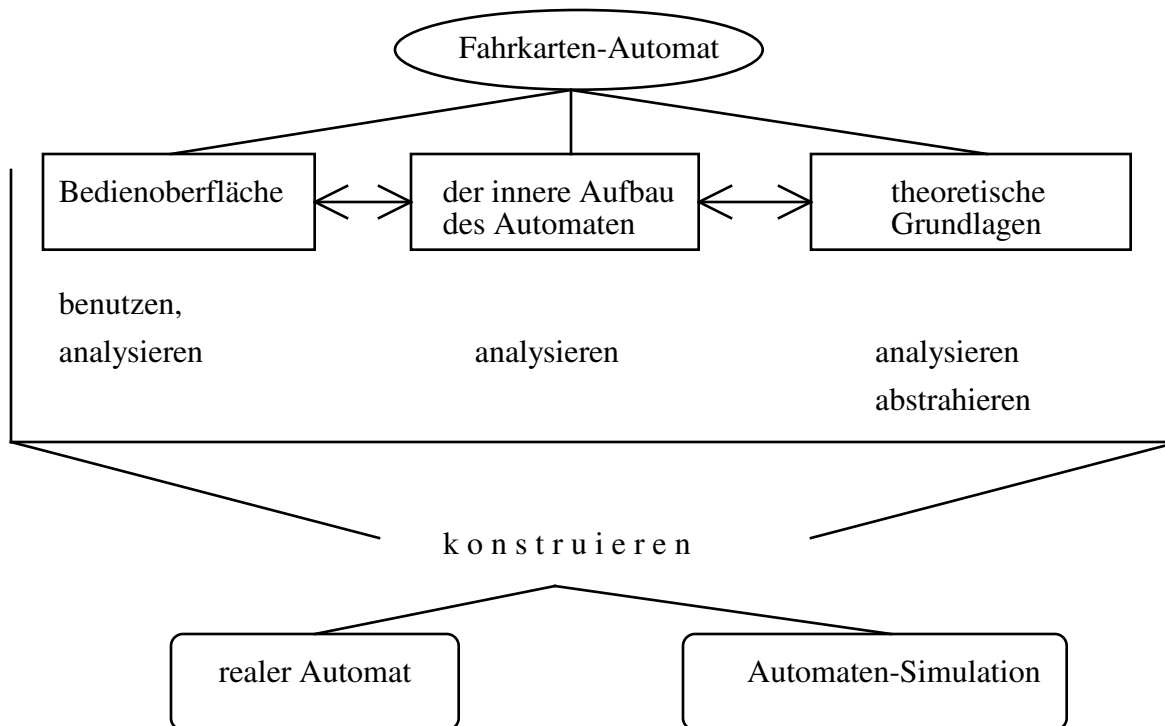 Fahrkarten-Automat
Bedienoberfläche
der innere Aufbau
des Automaten
theoretische
Grundlagen
benutzen,
analysieren
analysieren
analysieren
abstrahieren
k o n s t r u i e r e n
realer Automat
Automaten-Simulation